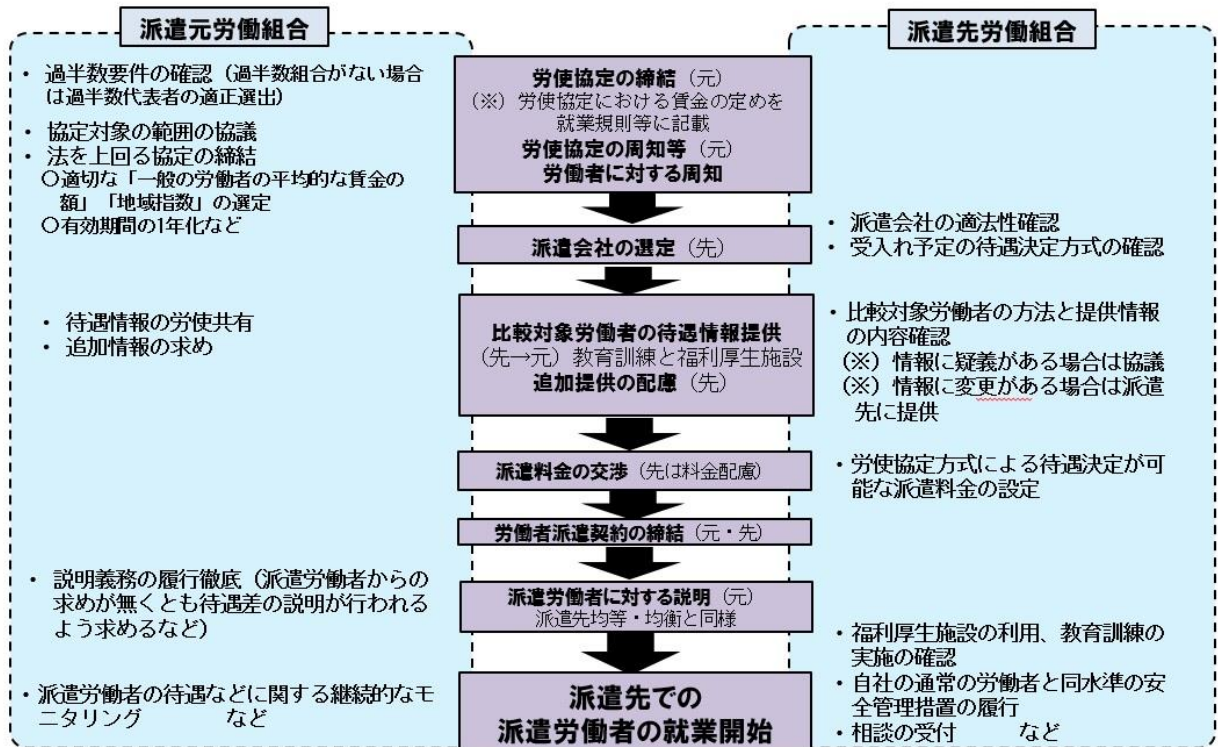 派遣元労働組合
・ 過半数要件の確認（過半数組合がない場合
は過半数代表者の適正選出）
・ 協定対象の範囲の協議
・ 法を上回る協定の締結
〇適切な「一般の労働者の平均的な賃金の
額」「地域指数」の選定
〇有効期間の1年化など
・ 待遇情報の労使共有
・ 追加情報の求め
・ 説明義務の履行徹底（派遣労働者からの
求めが無くとも待遇差の説明が行われる
よう求めるなど）
・派遣労働者の待遇などに関する継続的なモ
ニタリング　　　など
労使協定の締結（元）
（※）労使協定における賃金の定めを
就業規則等に記載
労使協定の周知等（元）
労働者に対する周知
派遣会社の選定（先）
比較対象労働者の待遇情報提供
（先→元）教育訓練と福利厚生施設
追加提供の配慮（先）
派遣料金の交渉（先は料金配慮）
労働者派遣契約の締結（元・先）
派遣労働者に対する説明（元）
派遣先均等・均衡と同様
派遣先での
派遣労働者の就業開始
派遣先労働組合
・ 派遣会社の適法性確認
・ 受入れ予定の待遇決定方式の確認
・ 比較対象労働者の方法と提供情報
の内容確認
（※）情報に疑義がある場合は協議
（※）情報に変更がある場合は派遣
先に提供
・労使協定方式による待遇決定が可
能な派遣料金の設定
・ 福利厚生施設の利用、教育訓練の
実施の確認
・ 自社の通常の労働者と同水準の安
全管理措置の履行
・ 相談の受付　　　など